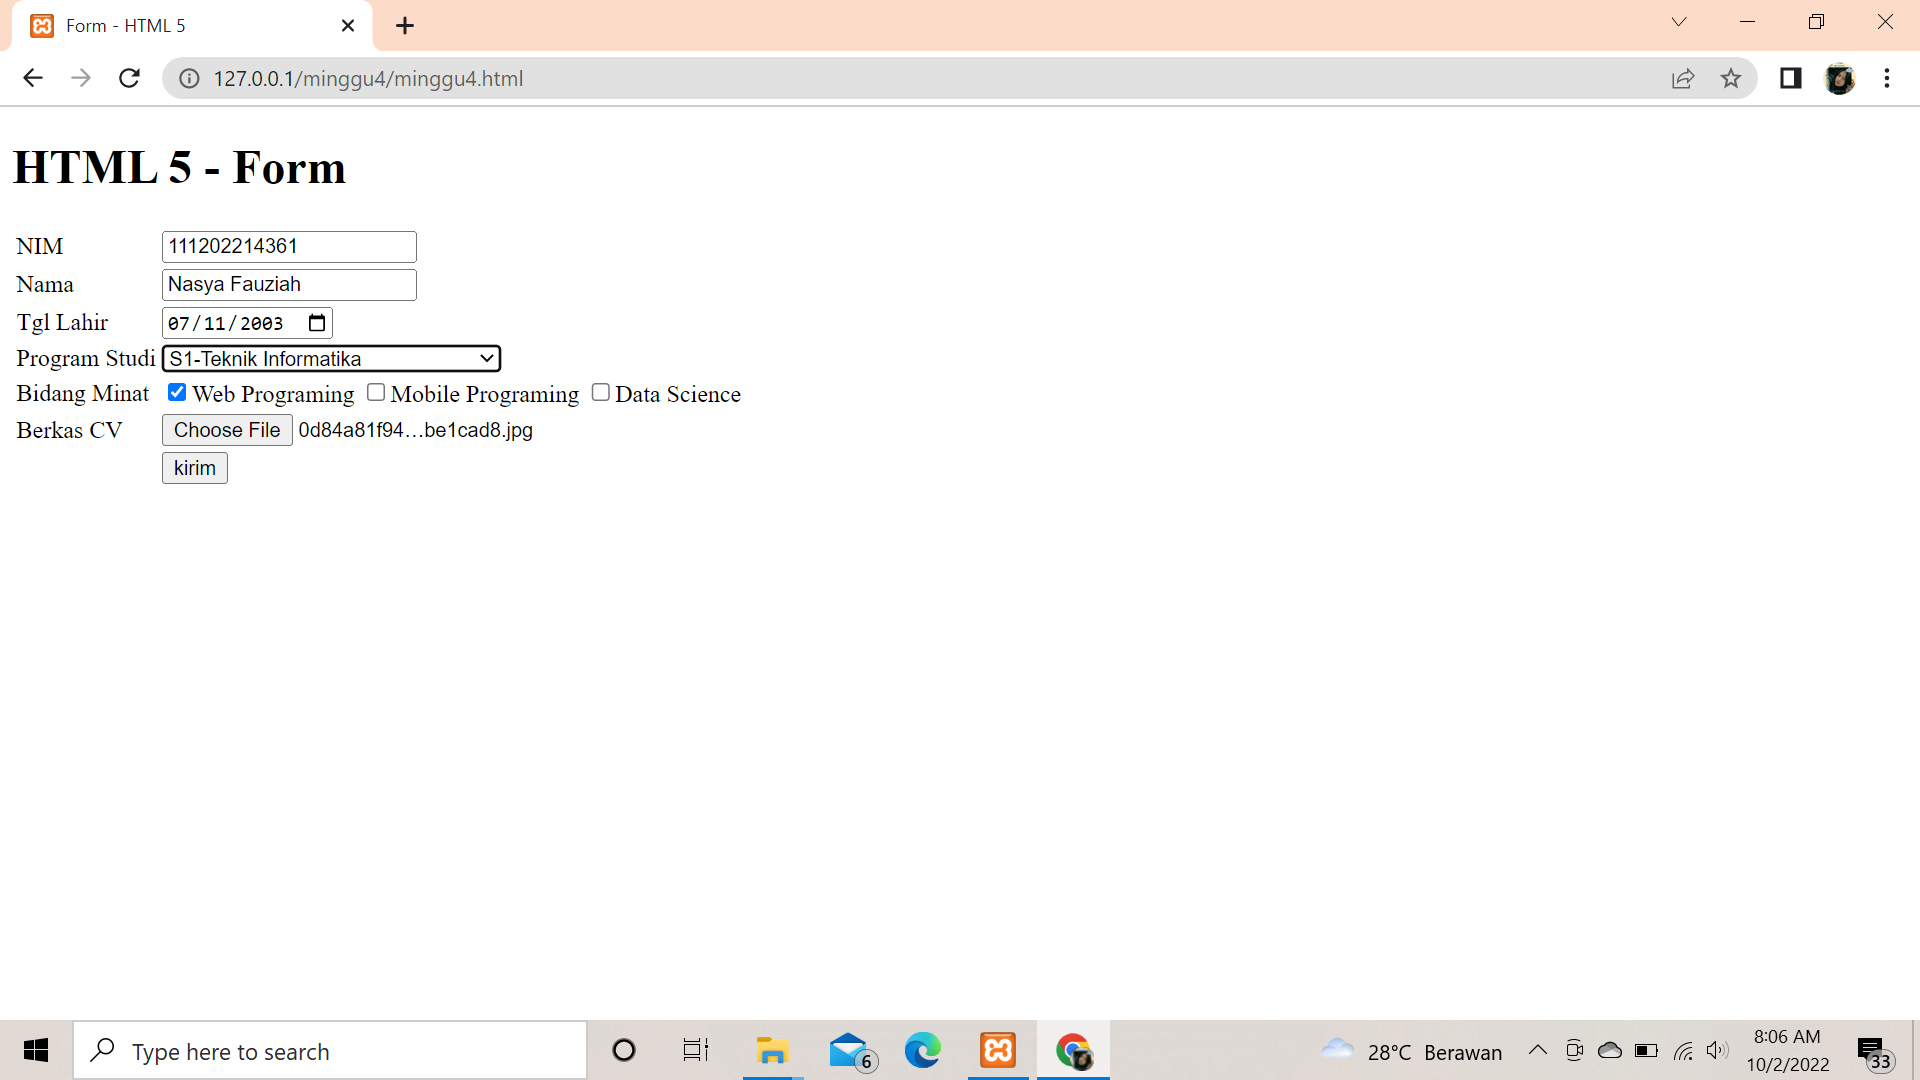 Form - HTML 5
127.0.0.1/minggu4/minggu4.html
HTML 5 - Form
NIM 111202214361
Nama Nasya Fauziah
Tgl Lahir 07/11/2003
Program Studi S1-Teknik Informatika
Bidang Minat Web Programing Mobile Programing Data Science
Berkas CV Choose File 0d84a81f94...be1cad8.jpg
kirim
Type here to search
6
28°C Berawan
8:06 AM
10/2/2022
33